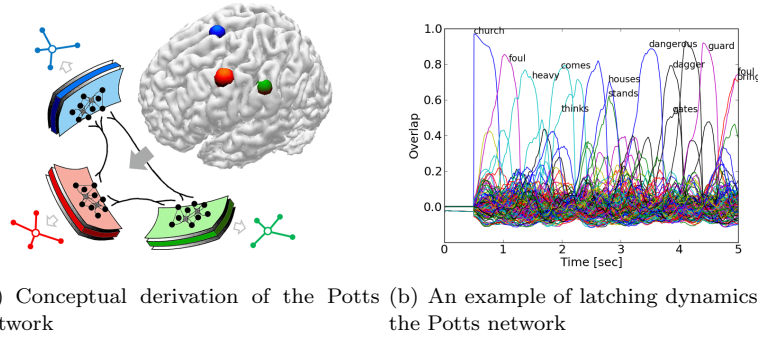 1.0
0.8
0.6
0.4
0.2
0.0
Overlap
church
foul
heavy
comes
thinks
houses
stands
dangerous
dagger
gates
guard
foul
0 1 2 3 4 5
Time [sec]
) Conceptual derivation of the Potts
twork
(b) An example of latching dynamics
the Potts network